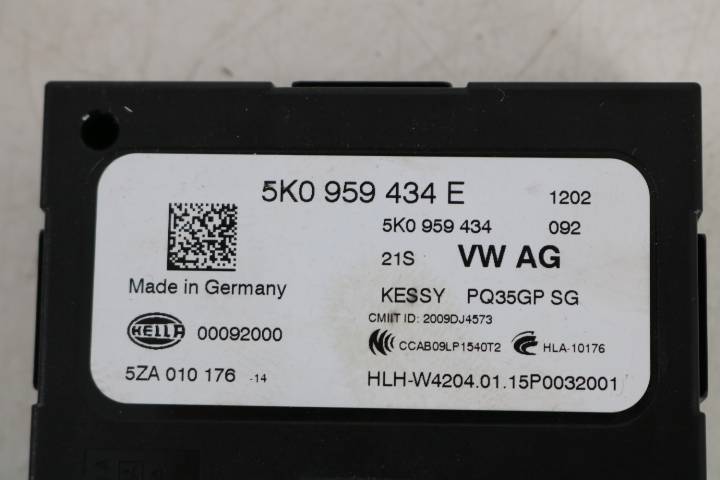 5K0 959 434 E 1202
5K0 959 434 092
21S VW AG
Made in Germany
KESSY PQ35GP SG
CMIIT ID: 2009DJ4573
HELLA 00092000
CCAB09LP1540T2 HLA-10176
5ZA 010 176 -14
HLH-W4204.01.15P0032001